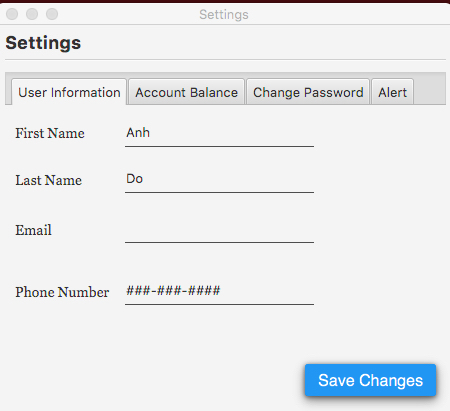 Settings
Settings
User Information Account Balance Change Password Alert
First Name Anh
Last Name Do
Email
Phone Number ###-###-####
Save Changes